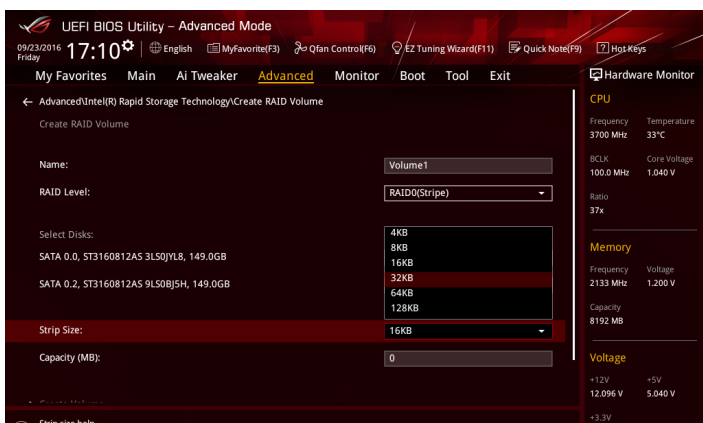 UEFI BIOS Utility – Advanced Mode
09/23/2016 Friday 17:10 English MyFavorite(F3) Qfan Control(F6) EZ Tuning Wizard(F11) Quick Note(F9) ? Hot Keys
My Favorites Main Ai Tweaker Advanced Monitor Boot Tool Exit
← Advanced\Intel(R) Rapid Storage Technology\Create RAID Volume
Create RAID Volume
Name: Volume1
RAID Level: RAID0(Stripe)
Select Disks:
SATA 0.0, ST3160812AS 3LS0JYL8, 149.0GB
SATA 0.2, ST3160812AS 9LS0BJ5H, 149.0GB
4KB
8KB
16KB
32KB
64KB
128KB
Strip Size: 16KB
Capacity (MB): 0
Create Volume
Strip size help
Hardware Monitor
CPU
Frequency Temperature
3700 MHz 33°C
BCLK Core Voltage
100.0 MHz 1.040 V
Ratio
37x
Memory
Frequency Voltage
2133 MHz 1.200 V
Capacity
8192 MB
Voltage
+12V +5V
12.096 V 5.040 V
+3.3V